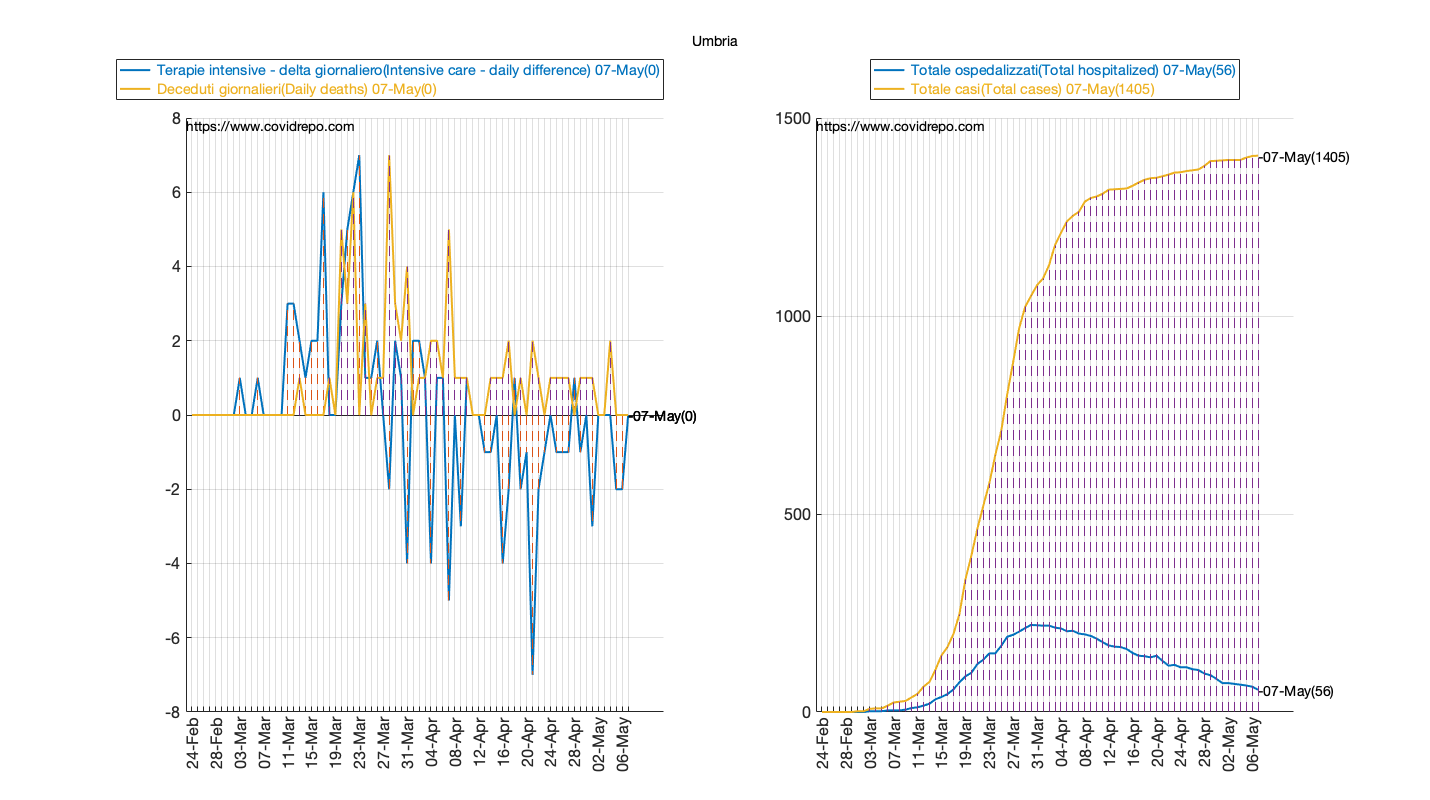 Umbria
Terapie intensive - delta giornaliero(Intensive care - daily difference) 07-May(0)
Deceduti giornalieri(Daily deaths) 07-May(0)
https://www.covidrepo.com
8
6
4
2
0
-2
-4
-6
-8
-07-May(0)
24-Feb
28-Feb
03-Mar
07-Mar
11-Mar
15-Mar
19-Mar
23-Mar
27-Mar
31-Mar
04-Apr
08-Apr
12-Apr
16-Apr
20-Apr
24-Apr
28-Apr
02-May
06-May
Totale ospedalizzati(Total hospitalized) 07-May(56)
Totale casi(Total cases) 07-May(1405)
https://www.covidrepo.com
1500
1000
500
0
-07-May(1405)
-07-May(56)
24-Feb
28-Feb
03-Mar
07-Mar
11-Mar
15-Mar
19-Mar
23-Mar
27-Mar
31-Mar
04-Apr
08-Apr
12-Apr
16-Apr
20-Apr
24-Apr
28-Apr
02-May
06-May